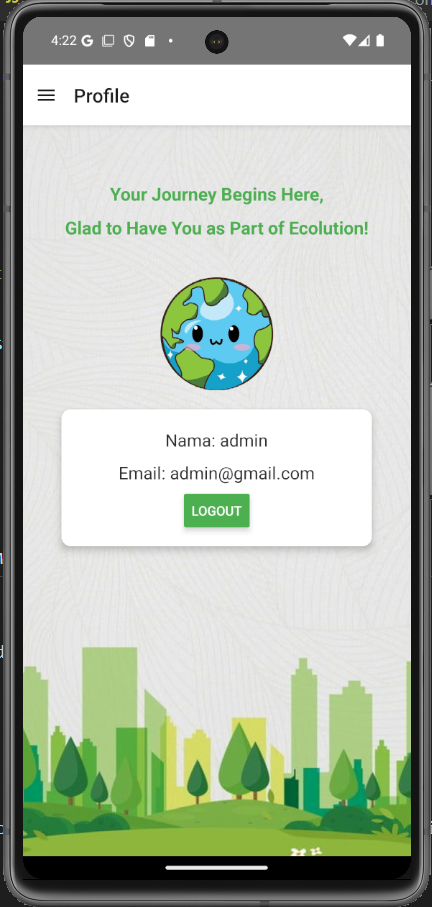 4:22
Profile
Your Journey Begins Here,
Glad to Have You as Part of Ecolution!
Nama: admin
Email: admin@gmail.com
LOGOUT